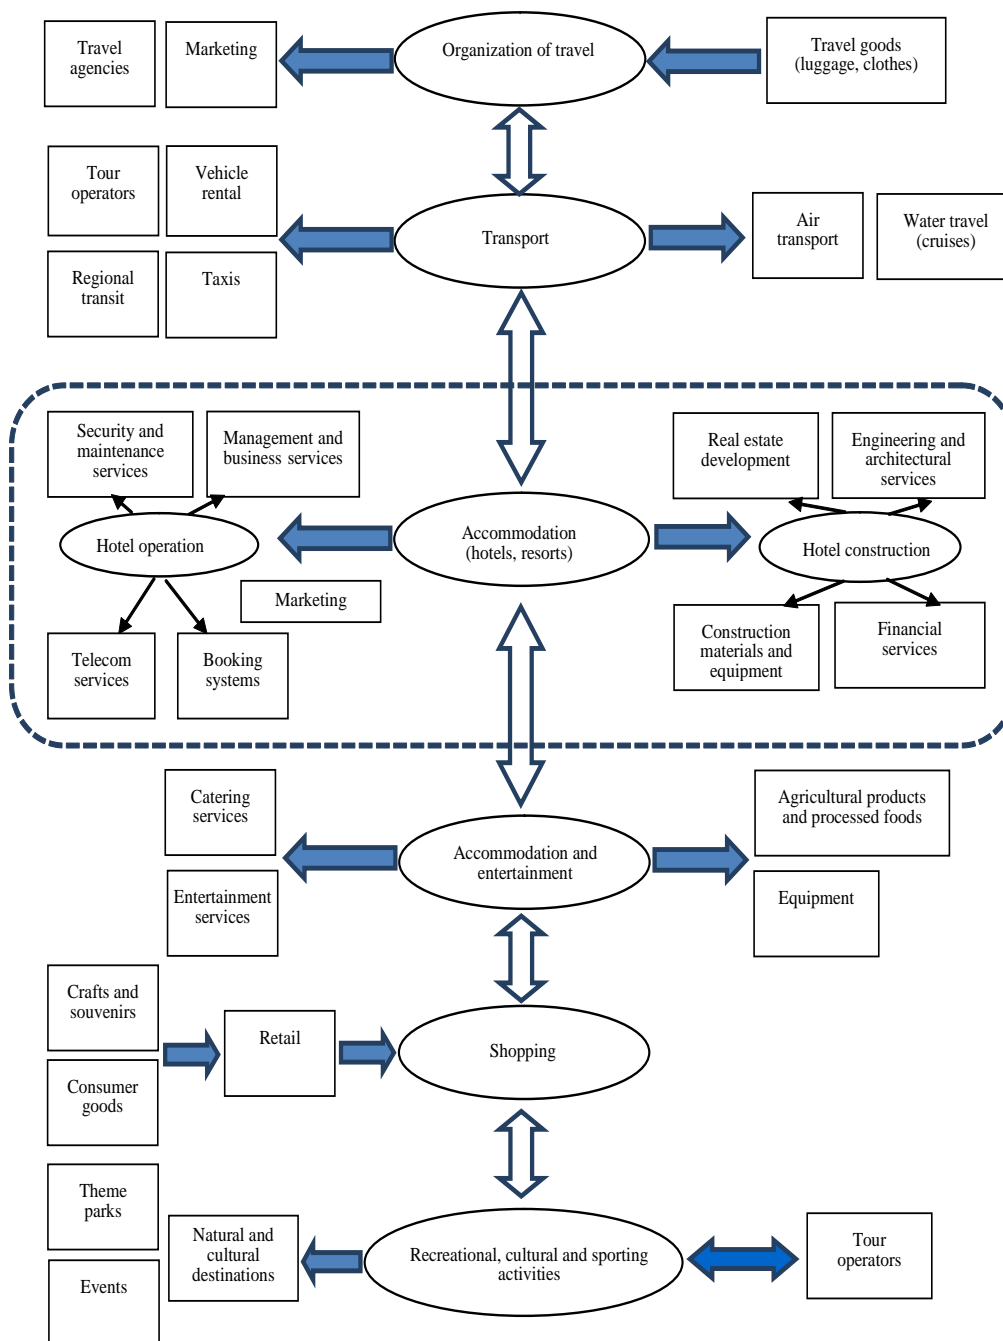 Travel
agencies
Marketing
Organization of travel
Travel goods
(luggage, clothes)
Tour
operators
Vehicle
rental
Transport
Air
transport
Water travel
(cruises)
Regional
transit
Taxis
Security and
maintenance
services
Management and
business services
Real estate
development
Engineering and
architectural
services
Hotel operation
Accommodation
(hotels, resorts)
Hotel construction
Marketing
Telecom
services
Booking
systems
Construction
materials and
equipment
Financial
services
Catering
services
Accommodation and
entertainment
Agricultural products
and processed foods
Entertainment
services
Equipment
Crafts and
souvenirs
Retail
Shopping
Consumer
goods
Theme
parks
Natural and
cultural
destinations
Recreational, cultural and sporting
activities
Tour
operators
Events